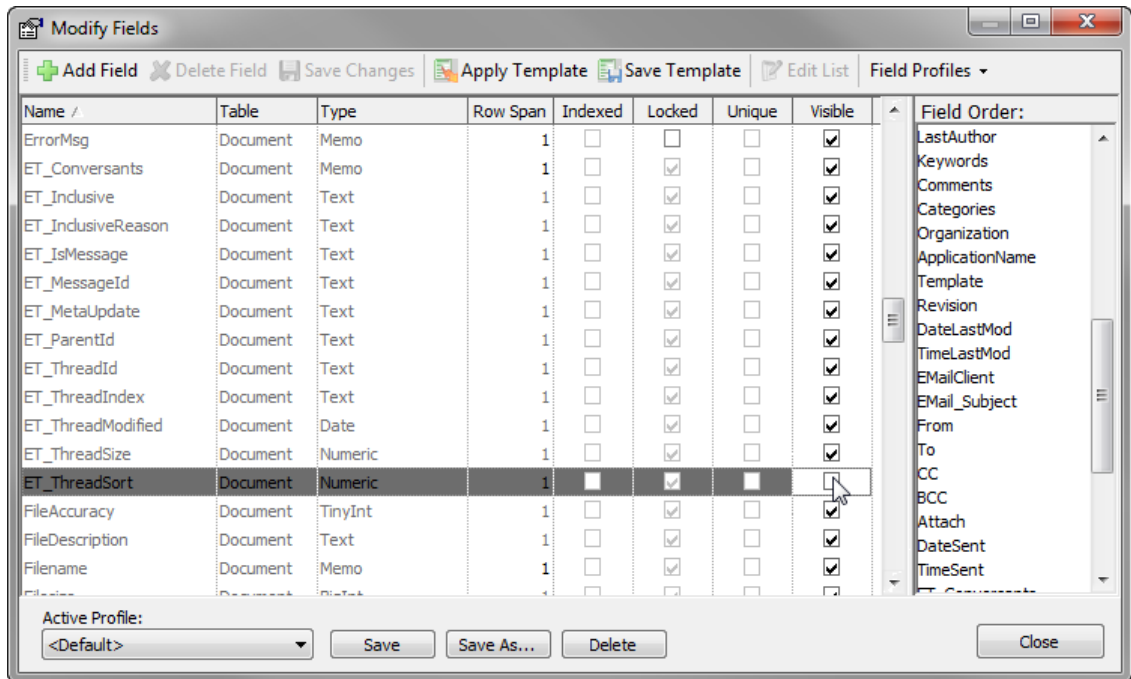 Modify Fields
Add Field Delete Field Save Changes Apply Template Save Template Edit List Field Profiles
Name Table Type Row Span Indexed Locked Unique Visible
ErrorMsg Document Memo 1
ET_Conversants Document Memo 1
ET_Inclusive Document Text 1
ET_InclusiveReason Document Text 1
ET_IsMessage Document Text 1
ET_MessageId Document Text 1
ET_MetaUpdate Document Text 1
ET_ParentId Document Text 1
ET_ThreadId Document Text 1
ET_ThreadIndex Document Text 1
ET_ThreadModified Document Date 1
ET_ThreadSize Document Numeric 1
ET_ThreadSort Document Numeric 1
FileAccuracy Document TinyInt 1
FileDescription Document Text 1
Filename Document Memo 1
Filesize Document BigInt 1
Field Order:
LastAuthor
Keywords
Comments
Categories
Organization
ApplicationName
Template
Revision
DateLastMod
TimeLastMod
EMailClient
EMail_Subject
From
To
CC
BCC
Attach
DateSent
TimeSent
ET_Conversants
Active Profile:
<Default> Save Save As... Delete Close